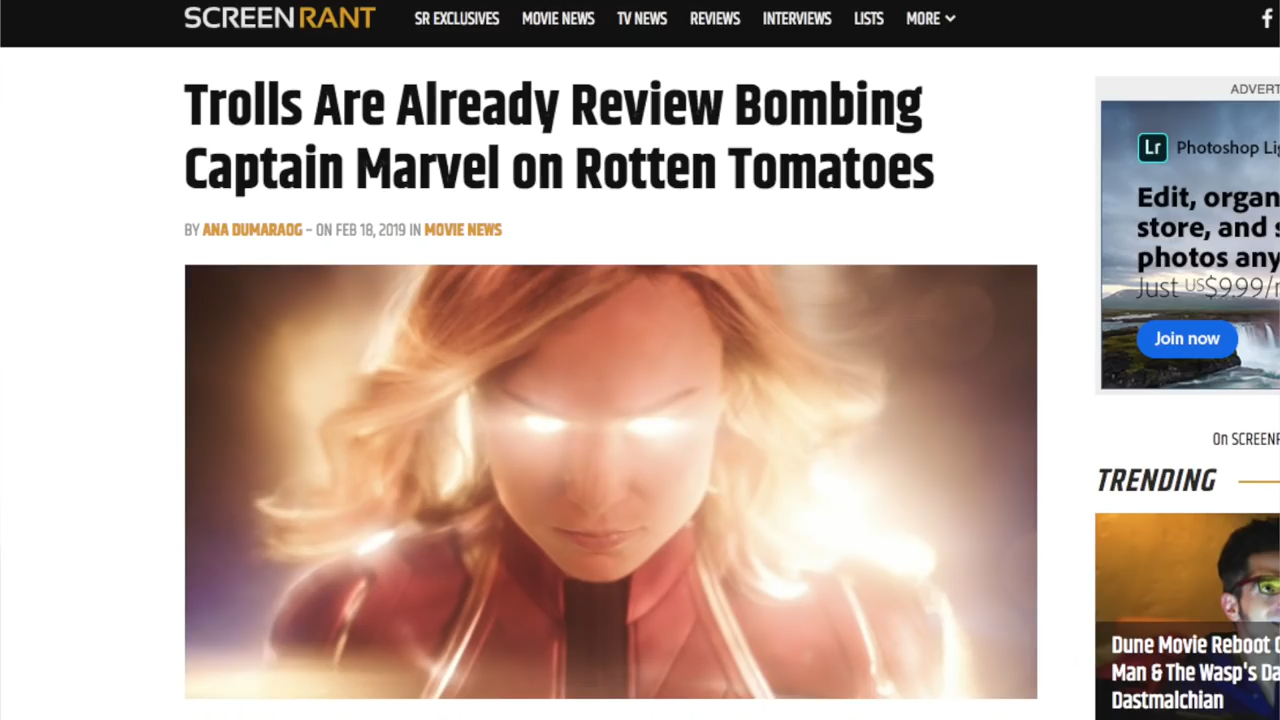 SCREENRANT
SR EXCLUSIVES MOVIE NEWS TV NEWS REVIEWS INTERVIEWS LISTS MORE
f
Trolls Are Already Review Bombing
Captain Marvel on Rotten Tomatoes
BY ANA DUMARAOG – ON FEB 18, 2019 IN MOVIE NEWS
ADVERT
Lr Photoshop Lig
Edit, organ
store, and s
photos any
Just US$9.99/
Join now
On SCREENR
TRENDING
Dune Movie Reboot
Man & The Wasp's Da
Dastmalchian